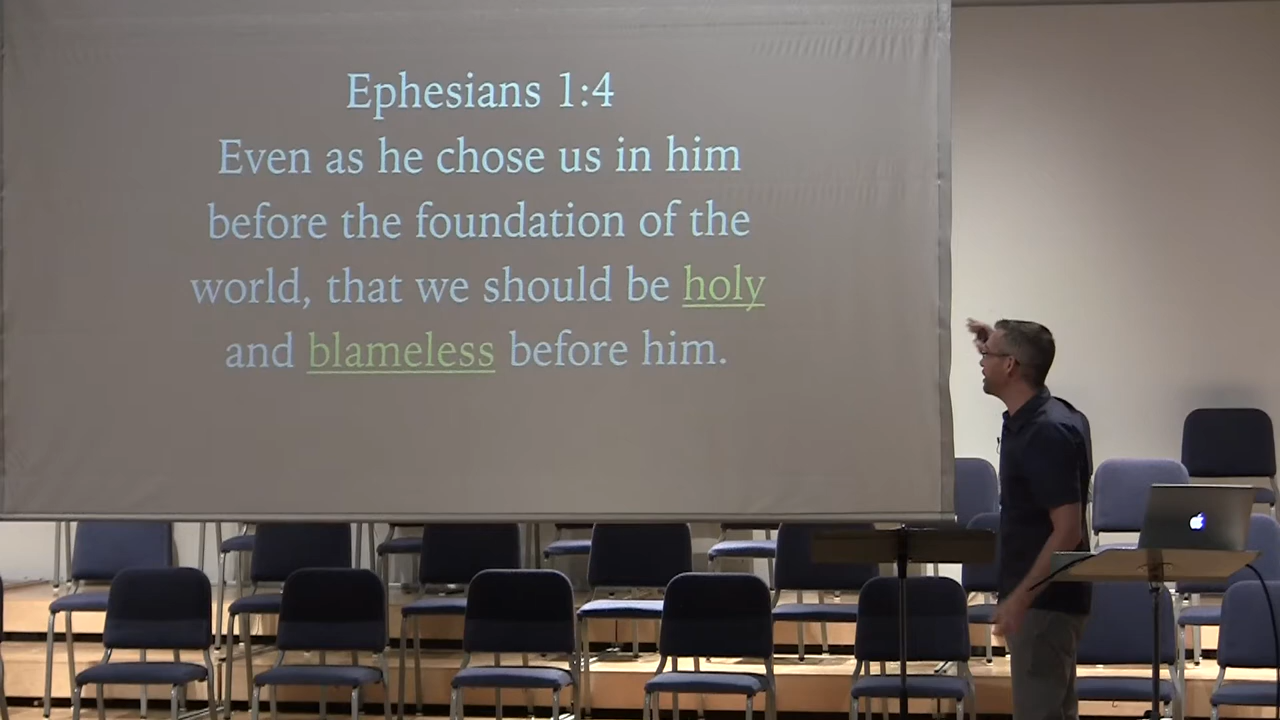 Ephesians 1:4
Even as he chose us in him
before the foundation of the
world, that we should be holy
and blameless before him.